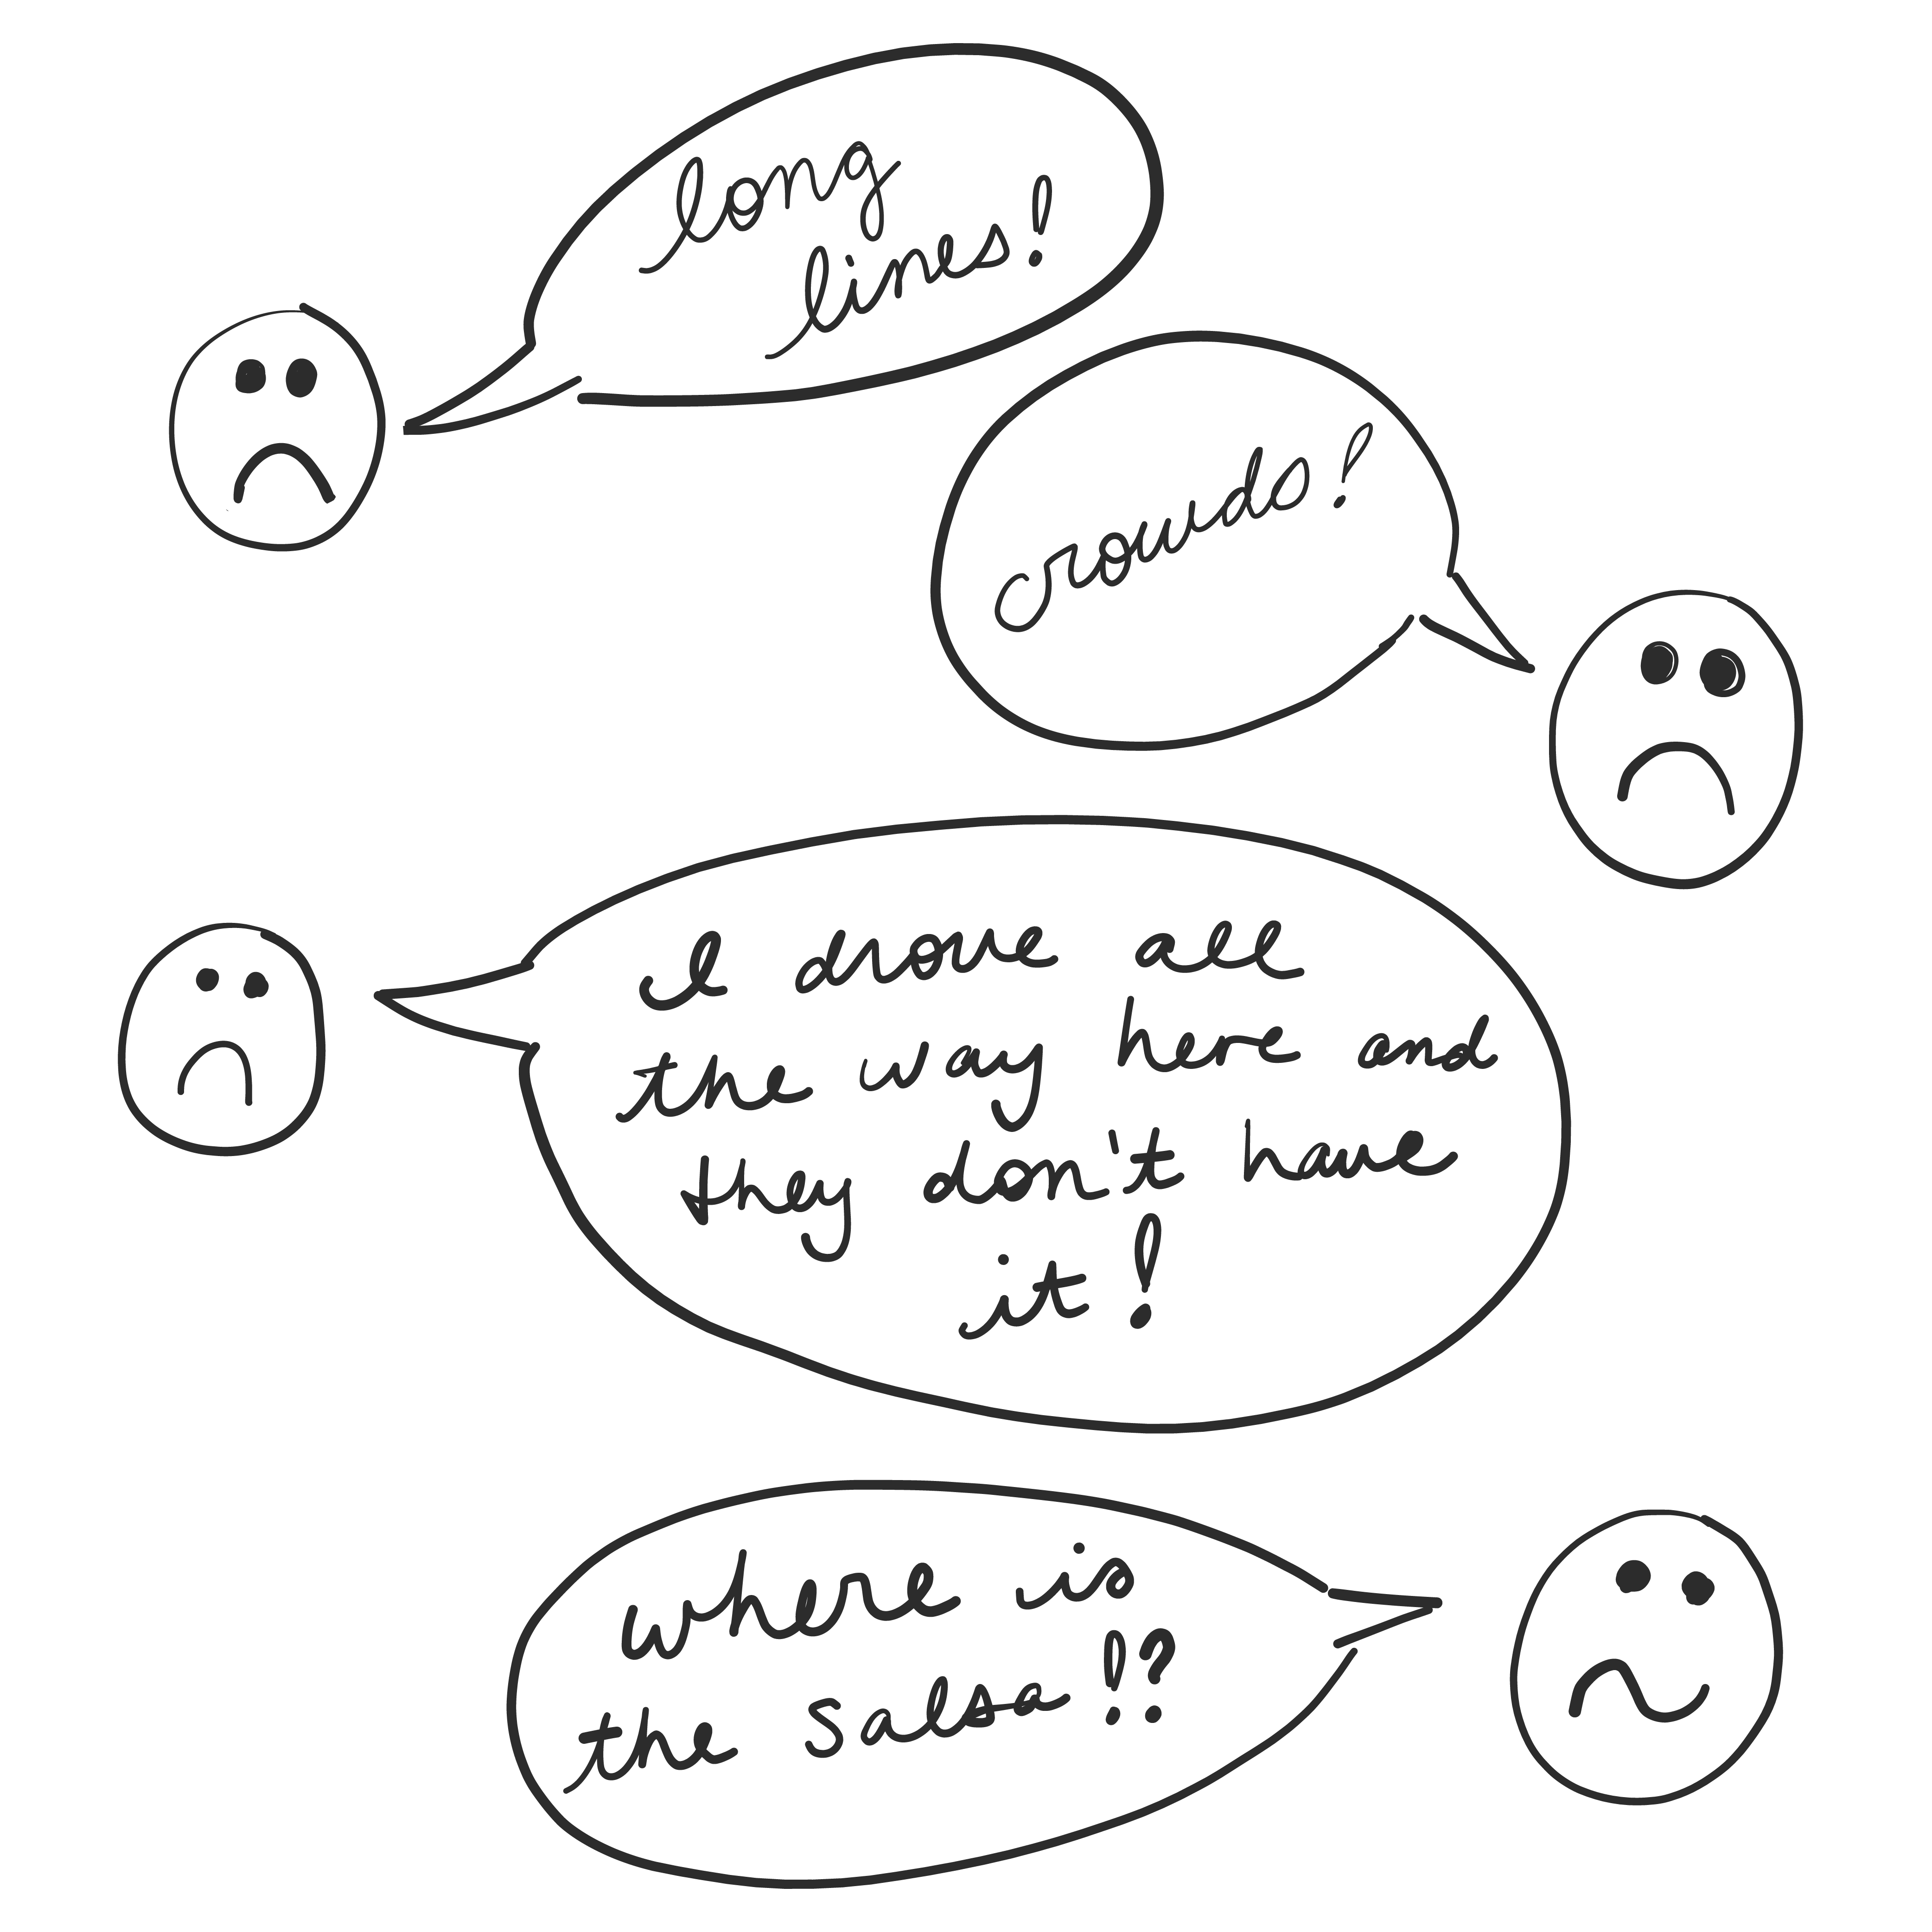 long
lines!
crowds!
I drove all
the way here and
they don't have
it!
where is
the salsa!?